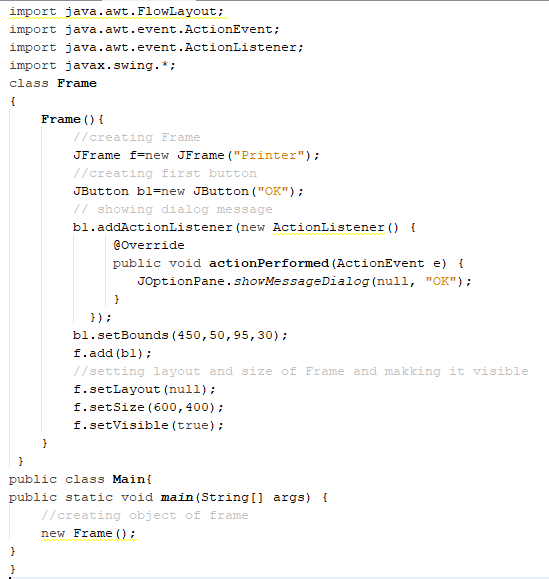 import java.awt.FlowLayout;
import java.awt.event.ActionEvent;
import java.awt.event.ActionListener;
import javax.swing.*;
class Frame
{
    Frame(){
        //creating Frame
        JFrame f=new JFrame("Printer");
        //creating first button
        JButton b1=new JButton("OK");
        // showing dialog message
        b1.addActionListener(new ActionListener() {
             @Override
             public void actionPerformed(ActionEvent e) {
                JOptionPane.showMessageDialog(null, "OK");
             }
          });
        b1.setBounds(450,50,95,30);
        f.add(b1);
        //setting layout and size of Frame and makking it visible
        f.setLayout(null);
        f.setSize(600,400);
        f.setVisible(true);
    }
 }
public class Main{
public static void main(String[] args) {
    //creating object of frame
    new Frame();
}
}